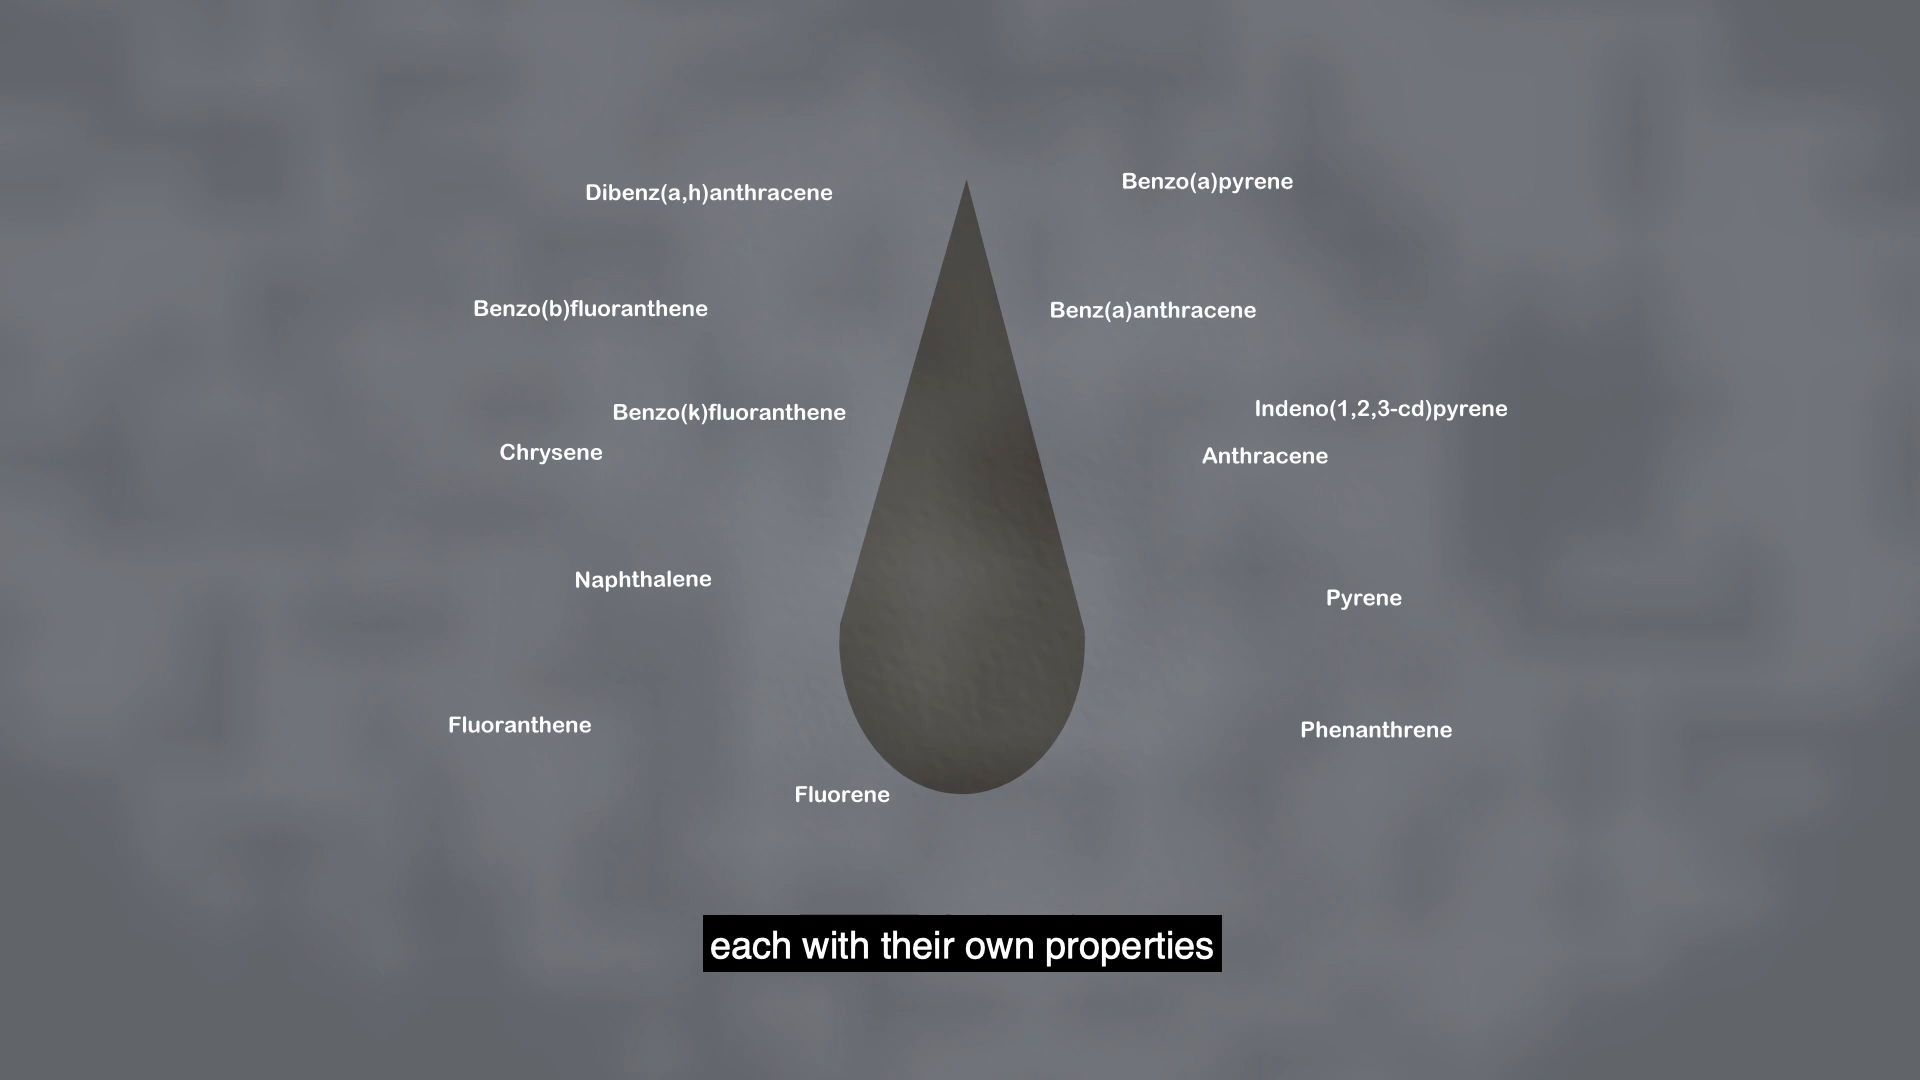 Dibenz(a,h)anthracene
Benzo(a)pyrene
Benzo(b)fluoranthene
Benz(a)anthracene
Benzo(k)fluoranthene
Indeno(1,2,3-cd)pyrene
Chrysene
Anthracene
Naphthalene
Pyrene
Fluoranthene
Phenanthrene
Fluorene
each with their own properties